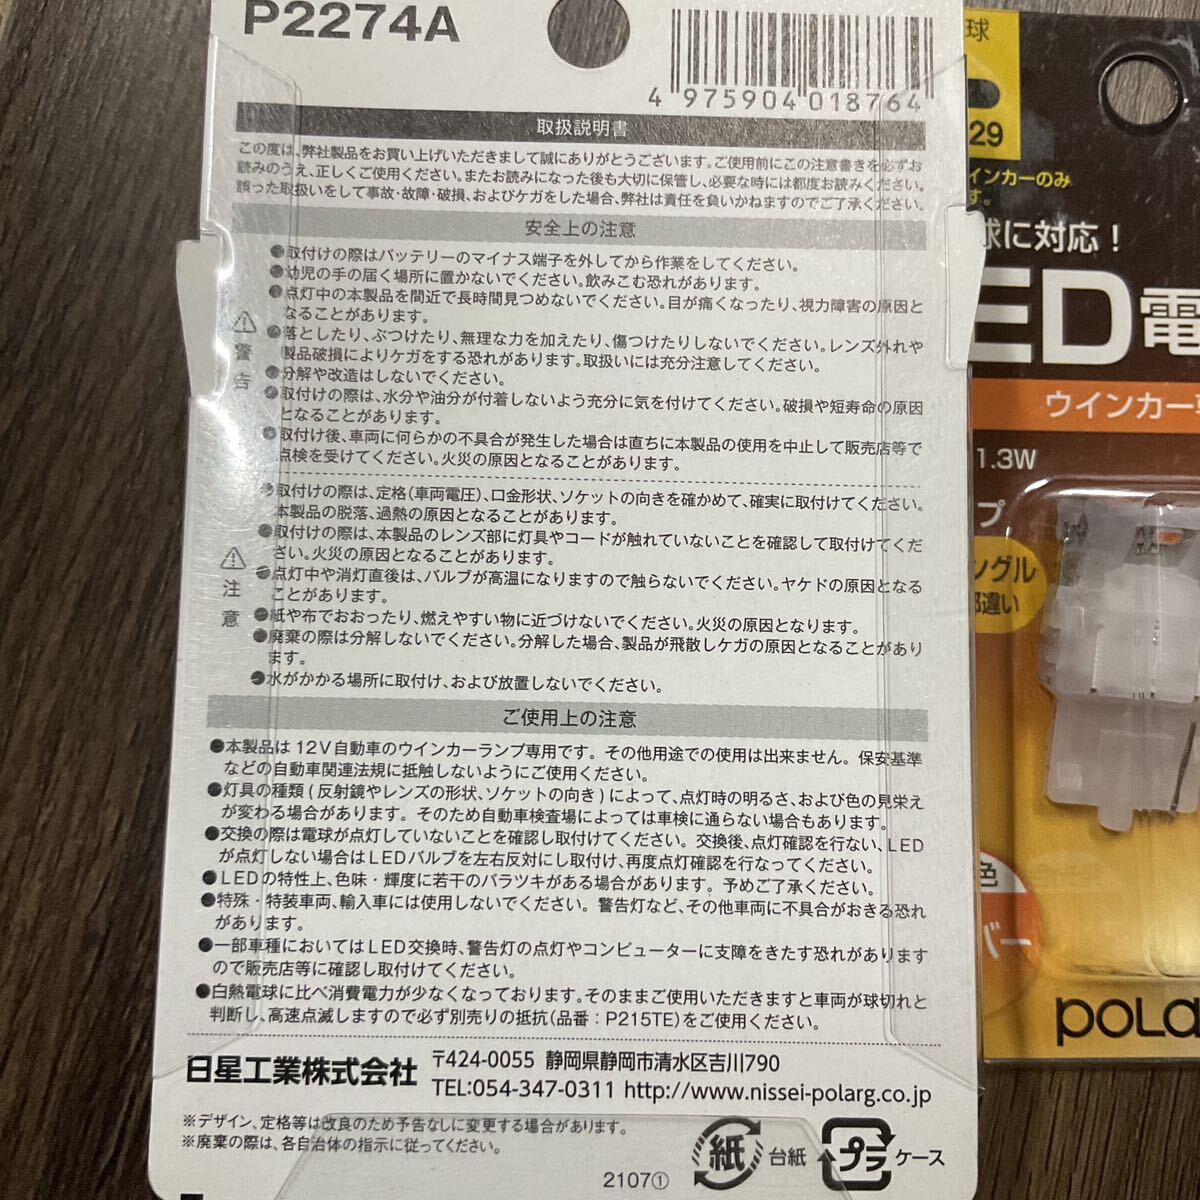 P2274A
4 975904 018764
取扱説明書
この度は、弊社製品をお買い上げいただきまして誠にありがとうございます。ご使用前にこの注意書きを必ずお
読みのうえ、正しくご使用ください。またお読みになった後も大切に保管し、必要な時には都度お読みください。
誤った取扱いをして事故・故障・破損、およびケガをした場合、弊社は責任を負いかねますのでご了承ください。
安全上の注意
⚠警告
●取付けの際はバッテリーのマイナス端子を外してから作業をしてください。
●幼児の手の届く場所に置かないでください。飲みこむ恐れがあります。
●点灯中の本製品を間近で長時間見つめないでください。目が痛くなったり、視力障害の原因と
なることがあります。
●落としたり、ぶつけたり、無理な力を加えたり、傷つけたりしないでください。レンズ外れや
製品破損によりケガをする恐れがあります。取扱いには充分注意してください。
●分解や改造はしないでください。
●取付けの際は、水分や油分が付着しないよう充分に気を付けてください。破損や短寿命の原因
となることがあります。
●取付け後、車両に何らかの不具合が発生した場合は直ちに本製品の使用を中止して販売店等で
点検を受けてください。火災の原因となることがあります。
⚠注意
●取付けの際は、定格(車両電圧)、口金形状、ソケットの向きを確かめて、確実に取付けてください。
本製品の脱落、過熱の原因となることがあります。
●取付けの際は、本製品のレンズ部に灯具やコードが触れていないことを確認して取付けてくだ
さい。火災の原因となることがあります。
●点灯中や消灯直後は、バルブが高温になりますので触らないでください。ヤケドの原因となる
ことがあります。
●紙や布でおおったり、燃えやすい物に近づけないでください。火災の原因となります。
●廃棄の際は分解しないでください。分解した場合、製品が飛散しケガの原因となることがあり
ます。
●水がかかる場所に取付け、および放置しないでください。
ご使用上の注意
●本製品は12V自動車のウインカーランプ専用です。その他用途での使用は出来ません。保安基準
などの自動車関連法規に抵触しないようにご使用ください。
●灯具の種類(反射鏡やレンズの形状、ソケットの向き)によって、点灯時の明るさ、および色の見栄え
が変わる場合があります。そのため自動車検査場によっては車検に通らない場合もあります。
●交換の際は電球が点灯していないことを確認し取付けてください。交換後、点灯確認を行ない、LED
が点灯しない場合はLEDバルブを左右反対にし取付け、再度点灯確認を行なってください。
●LEDの特性上、色味・輝度に若干のバラツキがある場合があります。予めご了承ください。
●特殊・特装車両、輸入車には使用しないでください。警告灯など、その他車両に不具合がおきる恐れ
があります。
●一部車種においてはLED交換時、警告灯の点灯やコンピューターに支障をきたす恐れがあります
ので販売店等に確認し取付けてください。
●白熱電球に比べ消費電力が少なくなっております。そのままご使用いただきますと車両が球切れと
判断し、高速点滅しますので必ず別売りの抵抗(品番：P215TE)をご使用ください。
日星工業株式会社
〒424-0055 静岡県静岡市清水区吉川790
TEL:054-347-0311 http://www.nissei-polarg.co.jp
※デザイン、定格等は改良のため予告なしに変更する場合があります。
※廃棄の際は、各自治体の指示に従ってください。
紙 台紙
プラ ケース
2107①
球
29
インカーのみ
す。
球に対応！
ED電
ウインカー
1.3W
プ
ングル
部違い
色
バー
POLA